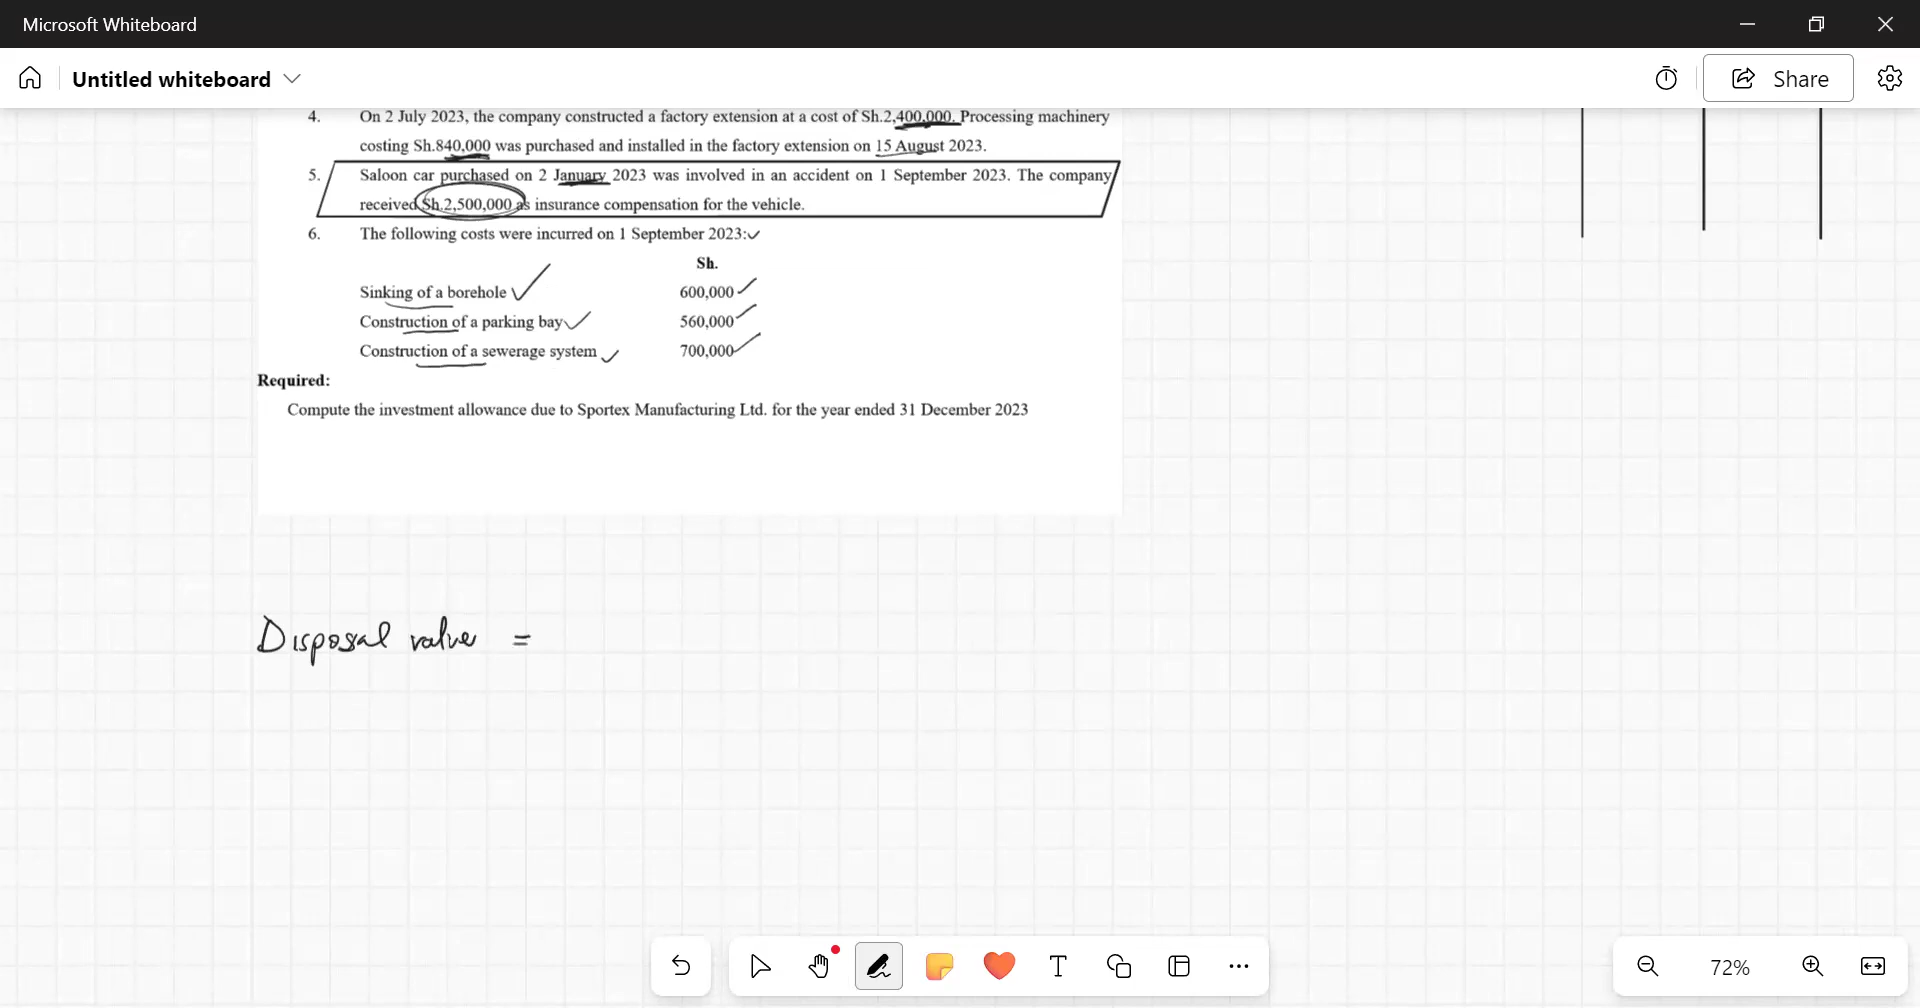 Microsoft Whiteboard
Untitled whiteboard
Share
4. On 2 July 2023, the company constructed a factory extension at a cost of Sh.2,400,000. Processing machinery
costing Sh.840,000 was purchased and installed in the factory extension on 15 August 2023.
5. Saloon car purchased on 2 January 2023 was involved in an accident on 1 September 2023. The company
received Sh.2,500,000 as insurance compensation for the vehicle.
6. The following costs were incurred on 1 September 2023:
Sh.
Sinking of a borehole 600,000
Construction of a parking bay 560,000
Construction of a sewerage system 700,000
Required:
Compute the investment allowance due to Sportex Manufacturing Ltd. for the year ended 31 December 2023
Disposal value =
72%